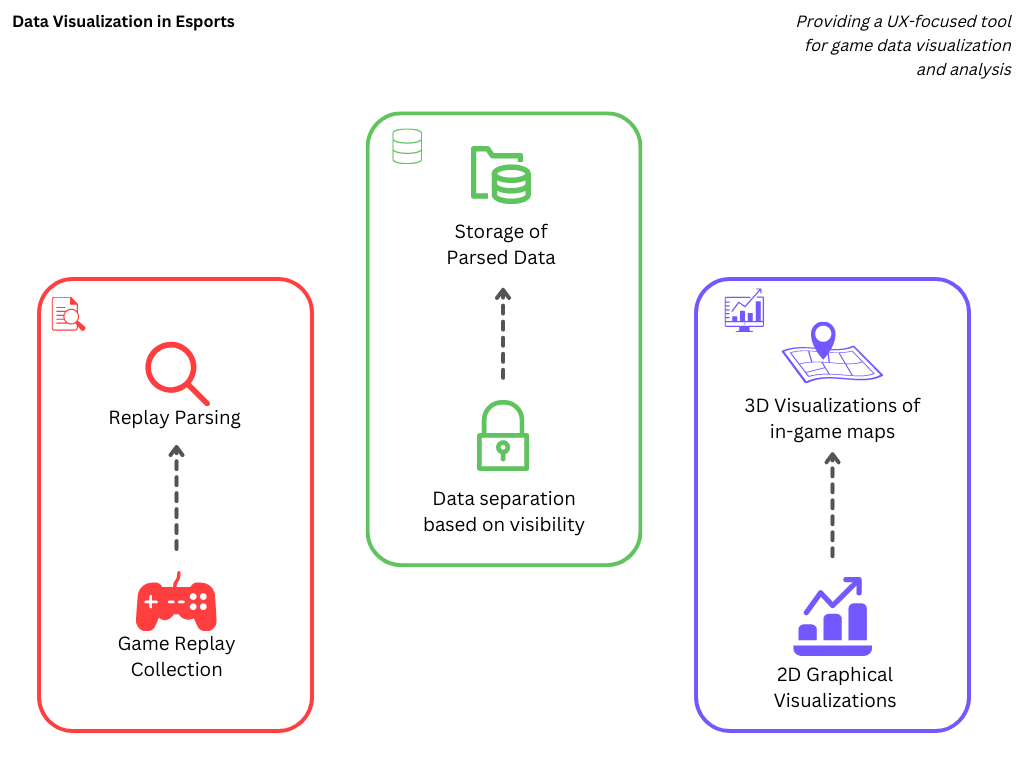 Data Visualization in Esports
Providing a UX-focused tool
for game data visualization
and analysis
Replay Parsing
Game Replay
Collection
Storage of
Parsed Data
Data separation
based on visibility
3D Visualizations of
in-game maps
2D Graphical
Visualizations